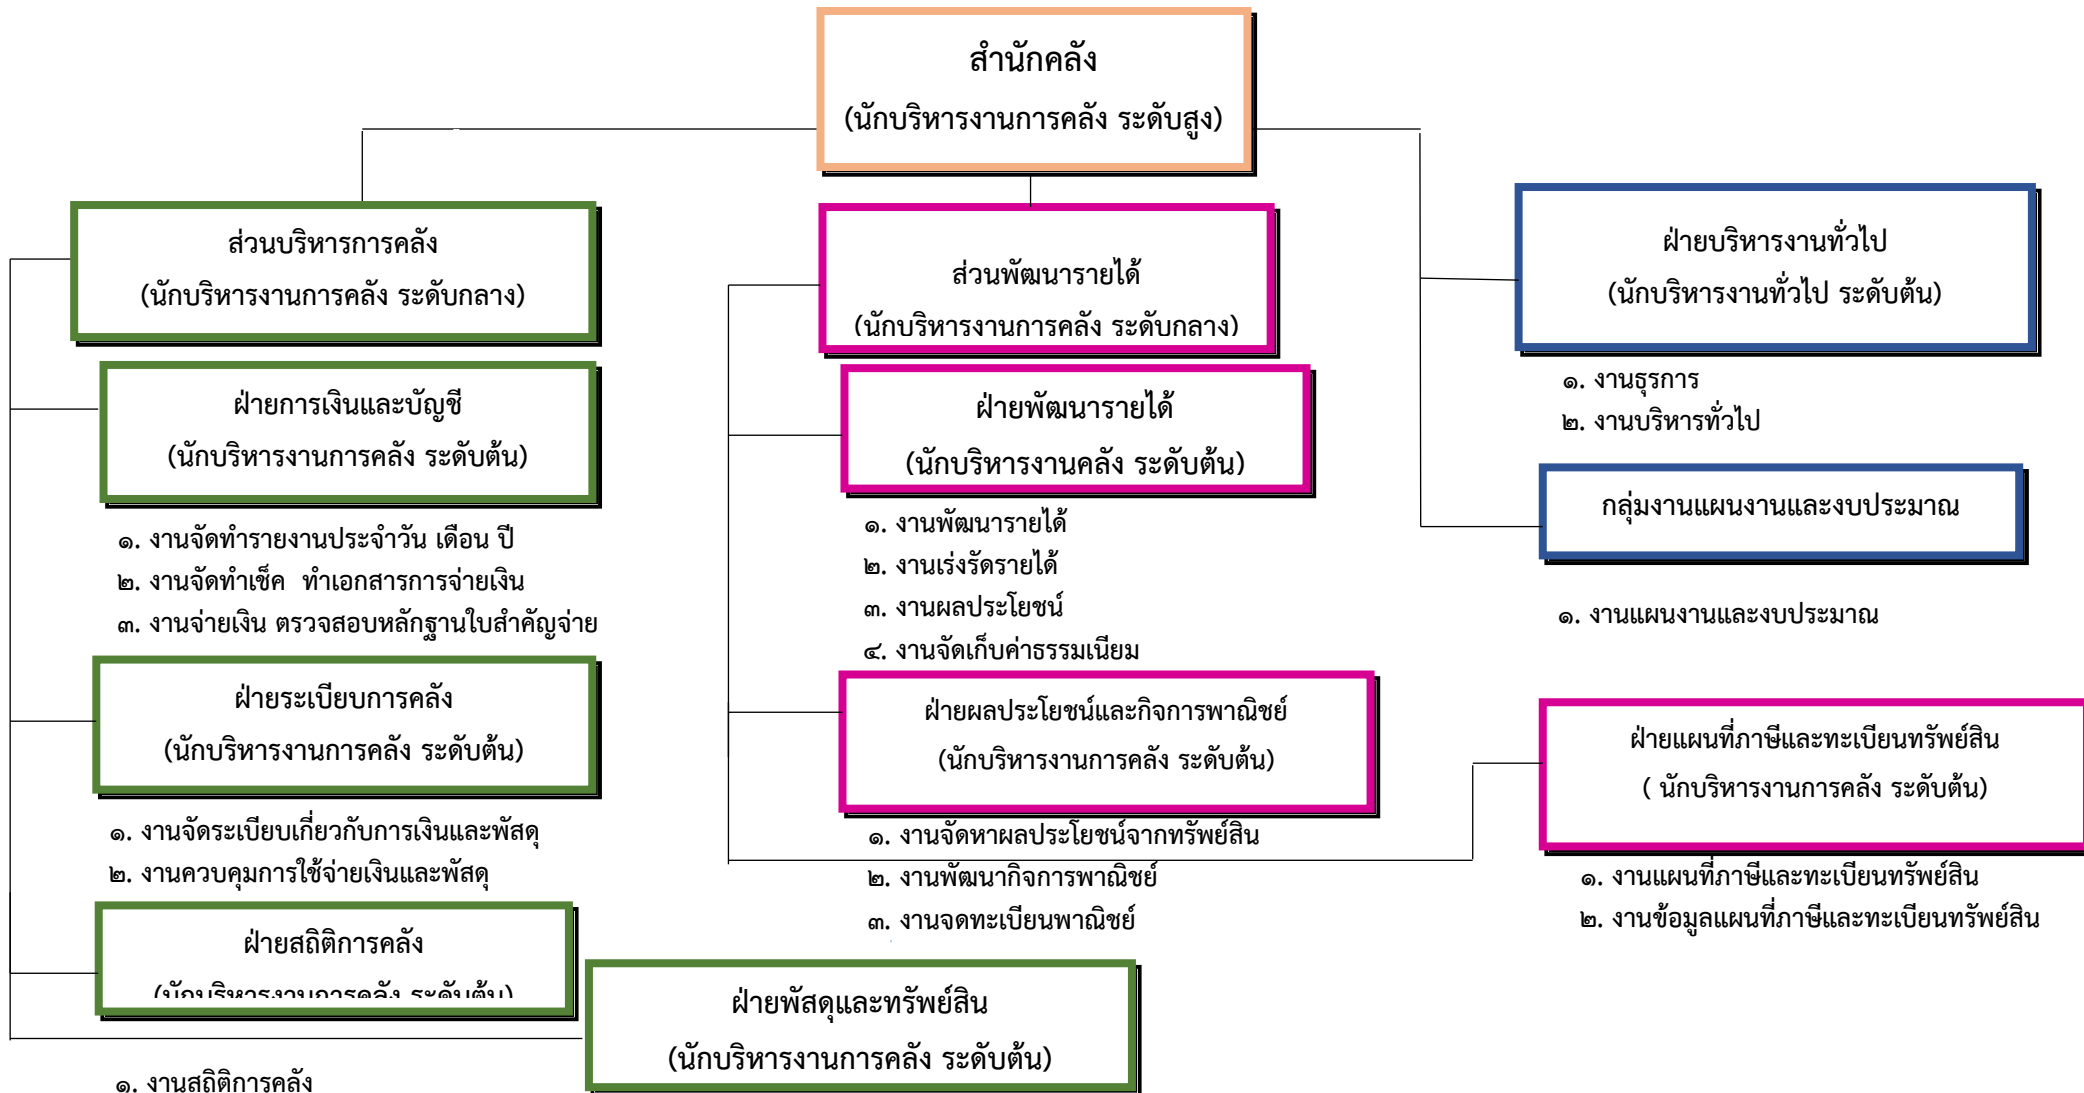 สำนักคลัง
(นักบริหารงานการคลัง ระดับสูง)
ส่วนบริหารการคลัง
(นักบริหารงานการคลัง ระดับกลาง)
ฝ่ายการเงินและบัญชี
(นักบริหารงานการคลัง ระดับต้น)
๑. งานจัดทำรายงานประจำวัน เดือน ปี
๒. งานจัดทำเช็ค  ทำเอกสารการจ่ายเงิน
๓. งานจ่ายเงิน ตรวจสอบหลักฐานใบสำคัญจ่าย
ฝ่ายระเบียบการคลัง
(นักบริหารงานการคลัง ระดับต้น)
๑. งานจัดระเบียบเกี่ยวกับการเงินและพัสดุ
๒. งานควบคุมการใช้จ่ายเงินและพัสดุ
ฝ่ายสถิติการคลัง
(นักบริหารงานการคลัง ระดับต้น)
๑. งานสถิติการคลัง
ฝ่ายพัสดุและทรัพย์สิน
(นักบริหารงานการคลัง ระดับต้น)
ส่วนพัฒนารายได้
(นักบริหารงานการคลัง ระดับกลาง)
ฝ่ายพัฒนารายได้
(นักบริหารงานคลัง ระดับต้น)
๑. งานพัฒนารายได้
๒. งานเร่งรัดรายได้
๓. งานผลประโยชน์
๔. งานจัดเก็บค่าธรรมเนียม
ฝ่ายผลประโยชน์และกิจการพาณิชย์
(นักบริหารงานการคลัง ระดับต้น)
๑. งานจัดหาผลประโยชน์จากทรัพย์สิน
๒. งานพัฒนากิจการพาณิชย์
๓. งานจดทะเบียนพาณิชย์
ฝ่ายบริหารงานทั่วไป
(นักบริหารงานทั่วไป ระดับต้น)
๑. งานธุรการ
๒. งานบริหารทั่วไป
กลุ่มงานแผนงานและงบประมาณ
๑. งานแผนงานและงบประมาณ
ฝ่ายแผนที่ภาษีและทะเบียนทรัพย์สิน
( นักบริหารงานการคลัง ระดับต้น)
๑. งานแผนที่ภาษีและทะเบียนทรัพย์สิน
๒. งานข้อมูลแผนที่ภาษีและทะเบียนทรัพย์สิน